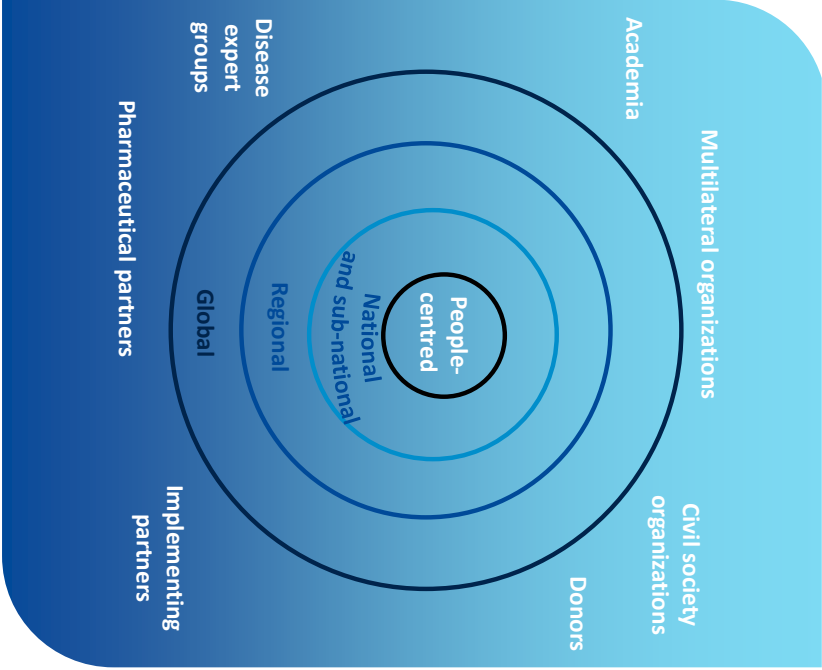 Multilateral organizations
Civil society
organizations
Academia
Donors
People-
centred
National
and sub-national
Regional
Global
Disease
expert
groups
Implementing
partners
Pharmaceutical partners